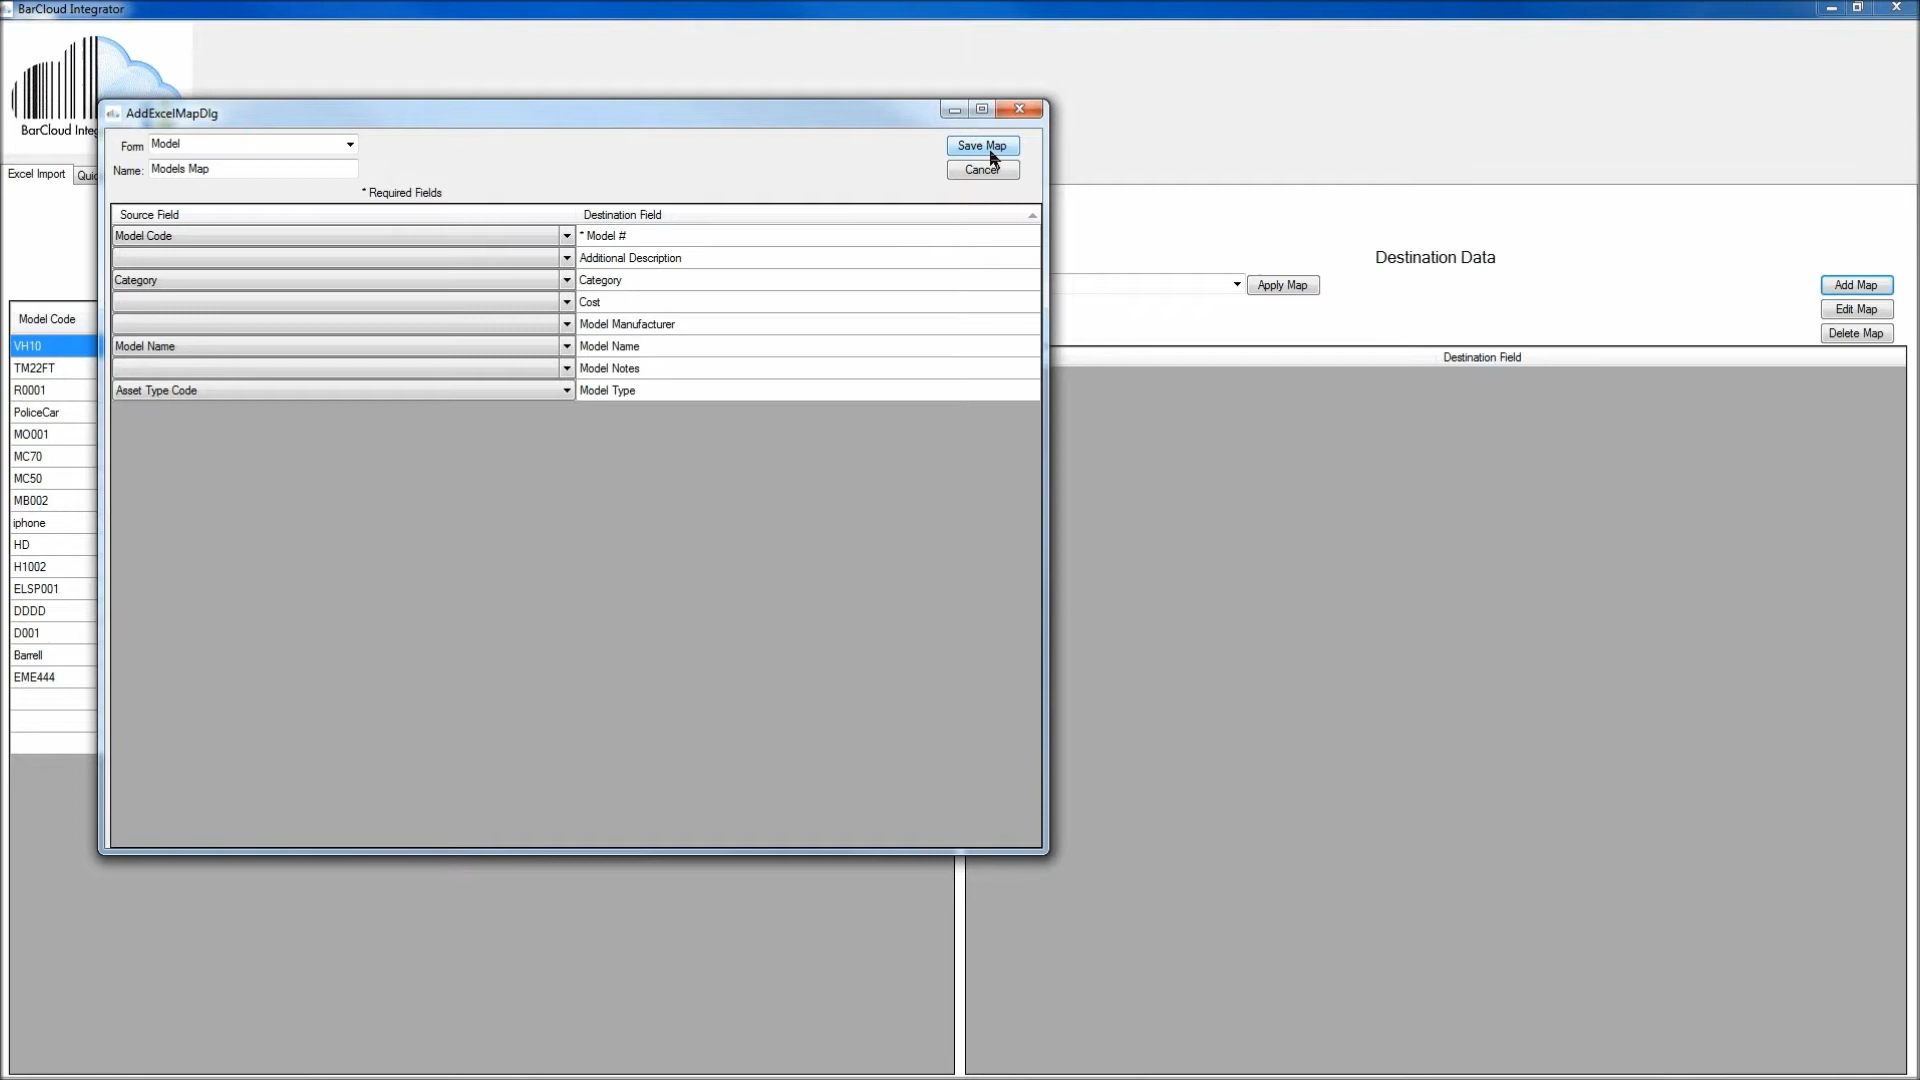 BarCloud Integrator
BarCloud Integ
Excel Import
Quic
AddExcelMapDlg
Form Model
Name: Models Map
Save Map
Cancel
* Required Fields
Source Field Destination Field
Model Code * Model #
Additional Description
Category Category
Cost
Model Manufacturer
Model Name Model Name
Model Notes
Asset Type Code Model Type
Destination Data
Apply Map
Add Map
Edit Map
Delete Map
Destination Field
Model Code
VH10
TM22FT
R0001
PoliceCar
MO001
MC70
MC50
MB002
iphone
HD
H1002
ELSP001
DDDD
D001
Barrell
EME444